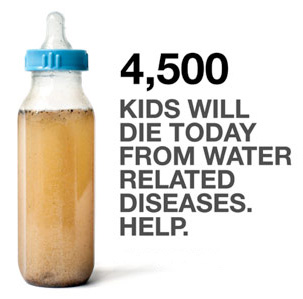 4,500
KIDS WILL
DIE TODAY
FROM WATER
RELATED
DISEASES.
HELP.